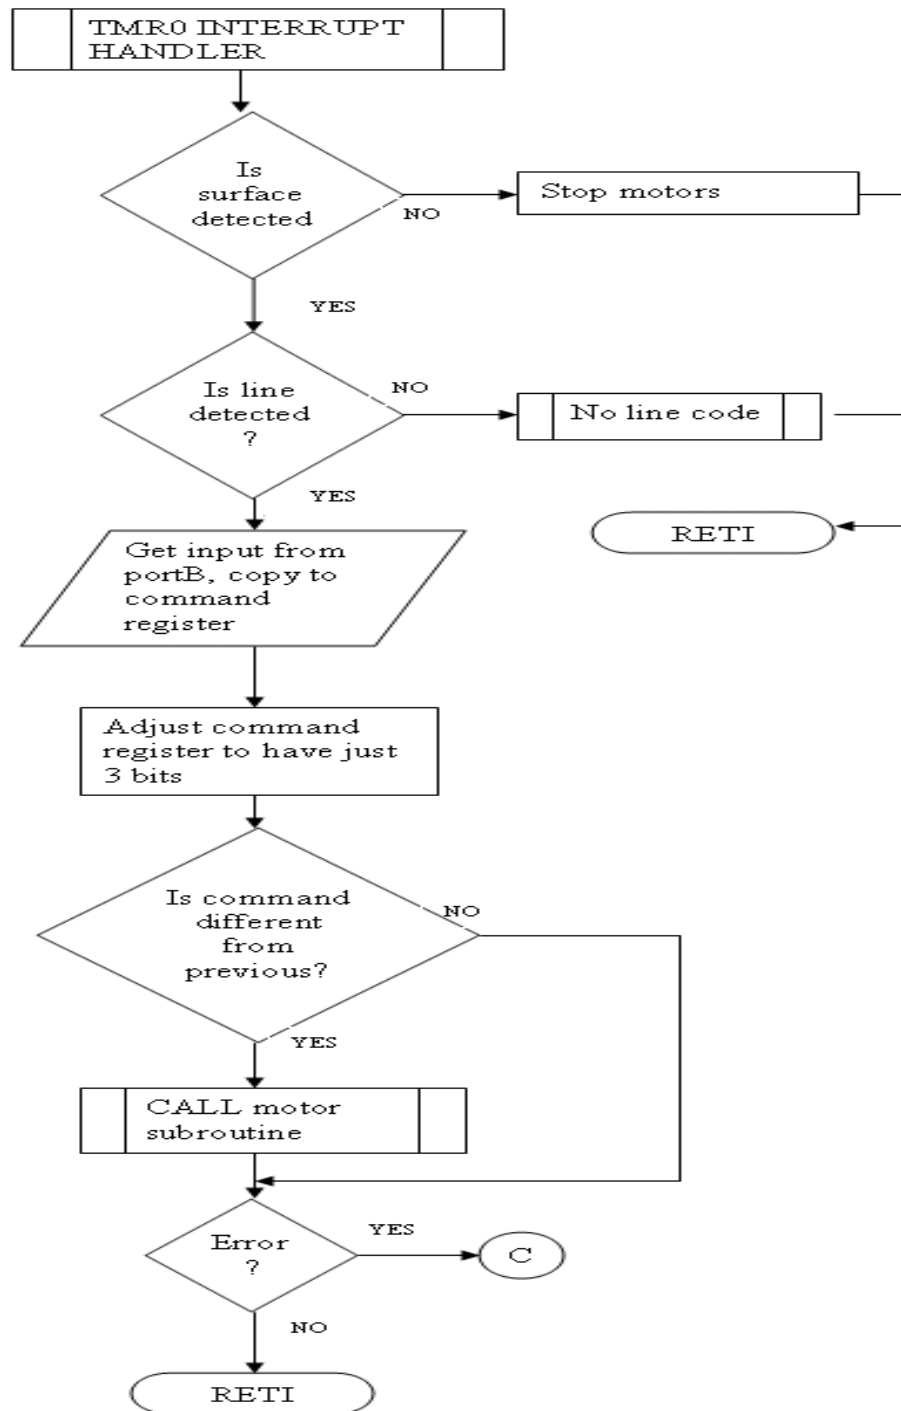 TMR0 INTERRUPT
HANDLER
Is
surface
detected
NO
Stop motors
YES
Is line
detected
?
NO
No line code
YES
RETI
Get input from
portB, copy to
command
register
Adjust command
register to have just
3 bits
Is command
different
from
previous?
NO
YES
CALL motor
subroutine
Error
?
YES
C
NO
RETI